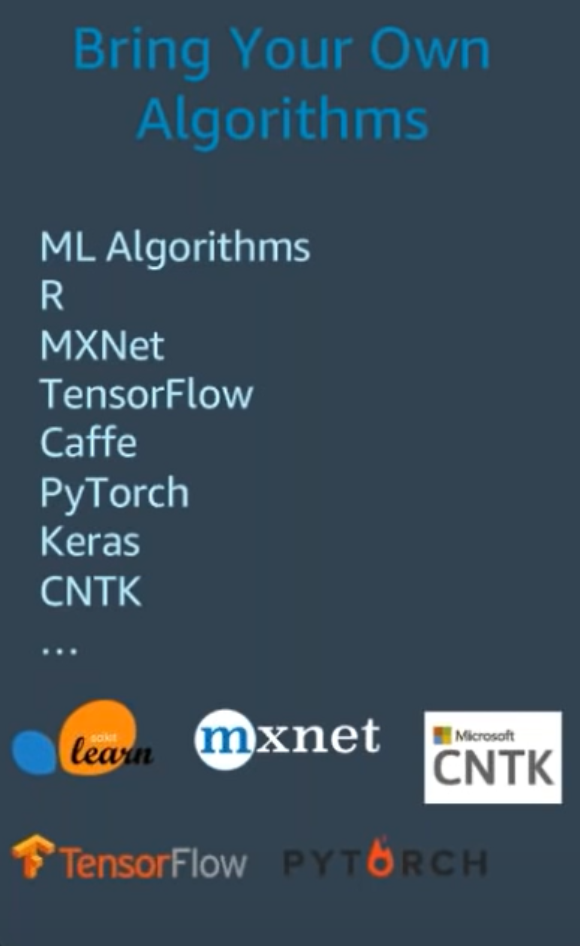 Bring Your Own
Algorithms
ML Algorithms
R
MXNet
TensorFlow
Caffe
PyTorch
Keras
CNTK
...
scikit
learn
mxnet
Microsoft
CNTK
TensorFlow
PYTORCH